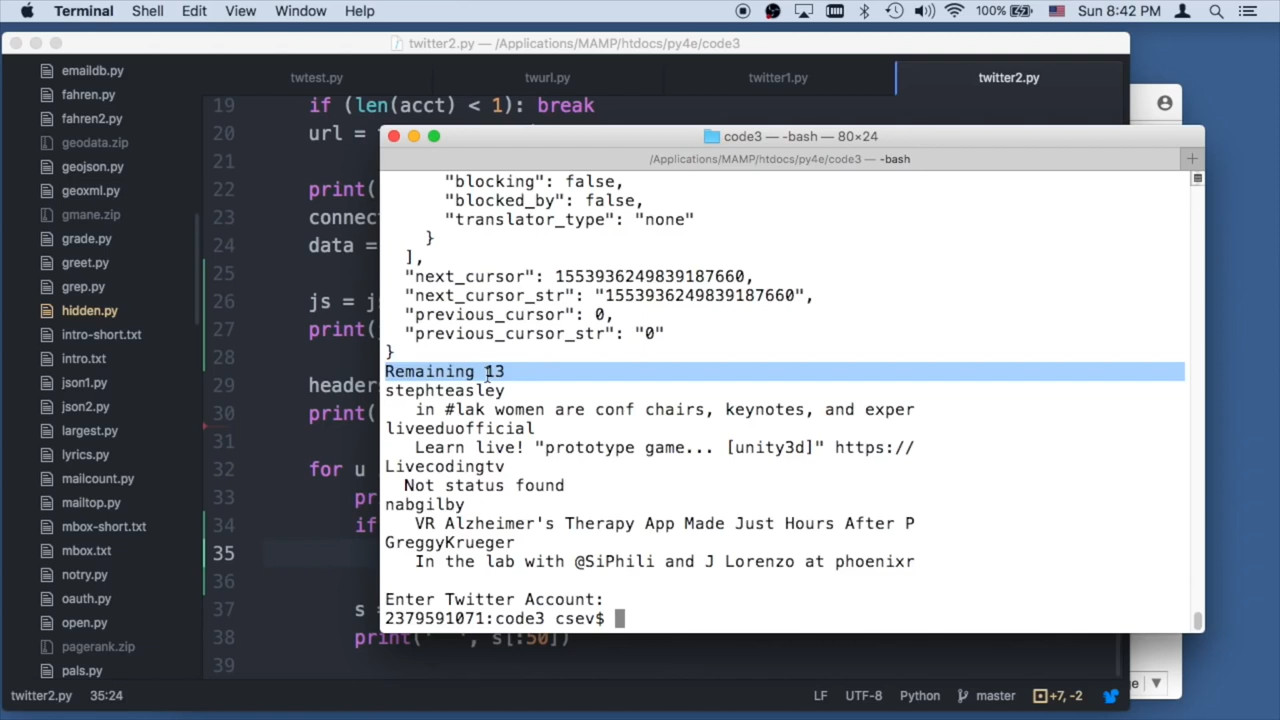 Terminal Shell Edit View Window Help 100% Sun 8:42 PM
twitter2.py — /Applications/MAMP/htdocs/py4e/code3
twtest.py twurl.py twitter1.py twitter2.py
emaildb.py
fahren.py
fahren2.py
geodata.zip
geojson.py
geoxml.py
gmane.zip
grade.py
greet.py
grep.py
hidden.py
intro-short.txt
intro.txt
json1.py
json2.py
largest.py
lyrics.py
mailcount.py
mailtop.py
mbox-short.txt
mbox.txt
notry.py
oauth.py
open.py
pagerank.zip
pals.py
19 if (len(acct) < 1): break
20 url =
21
22 print(
23 connect
24 data =
25
26 js =
27 print(
28
29 header
30 print(
31
32 for u
33 pr
34 if
35
36
37 s =
38 print(' ', s[:50])
39
code3 — -bash — 80×24
/Applications/MAMP/htdocs/py4e/code3 — -bash
"blocking": false,
"blocked_by": false,
"translator_type": "none"
}
],
"next_cursor": 1553936249839187660,
"next_cursor_str": "1553936249839187660",
"previous_cursor": 0,
"previous_cursor_str": "0"
}
Remaining 13
stephteasley
in #lak women are conf chairs, keynotes, and exper
liveeduofficial
Learn live! "prototype game... [unity3d]" https://
Livecodingtv
Not status found
nabgilby
VR Alzheimer's Therapy App Made Just Hours After P
GreggyKrueger
In the lab with @SiPhili and J Lorenzo at phoenixr
Enter Twitter Account:
2379591071:code3 csev$
twitter2.py 35:24 LF UTF-8 Python master +7, -2